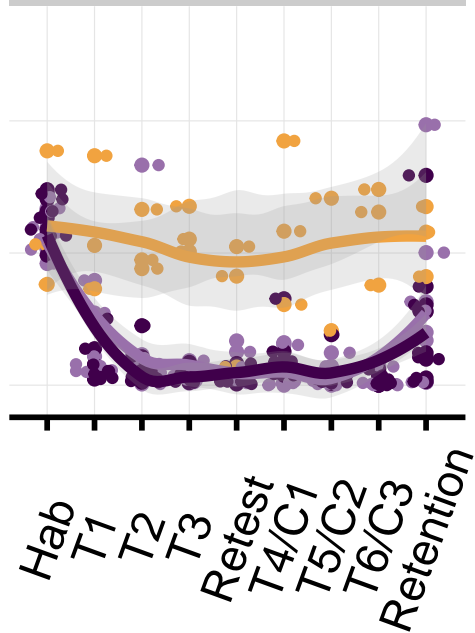 Hab
T1
T2
T3
Retest
T4/C1
T5/C2
T6/C3
Retention